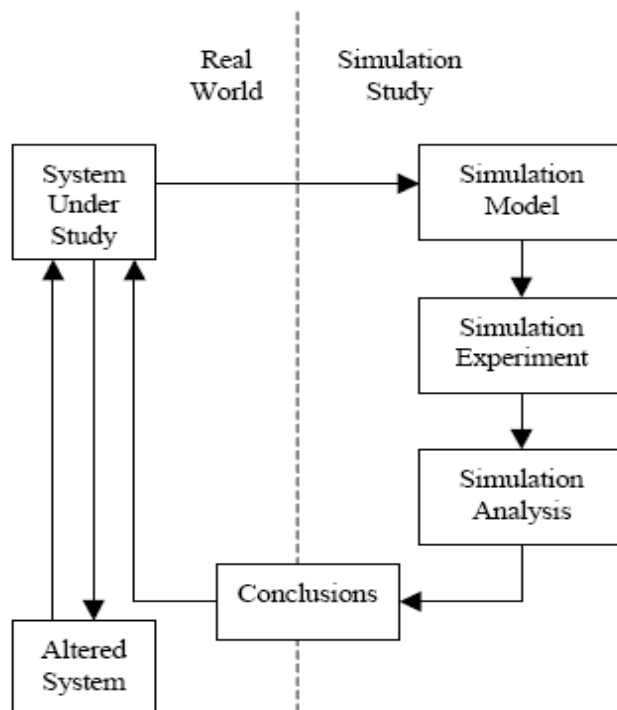 Real
World
Simulation
Study
System
Under
Study
Simulation
Model
Simulation
Experiment
Simulation
Analysis
Conclusions
Altered
System